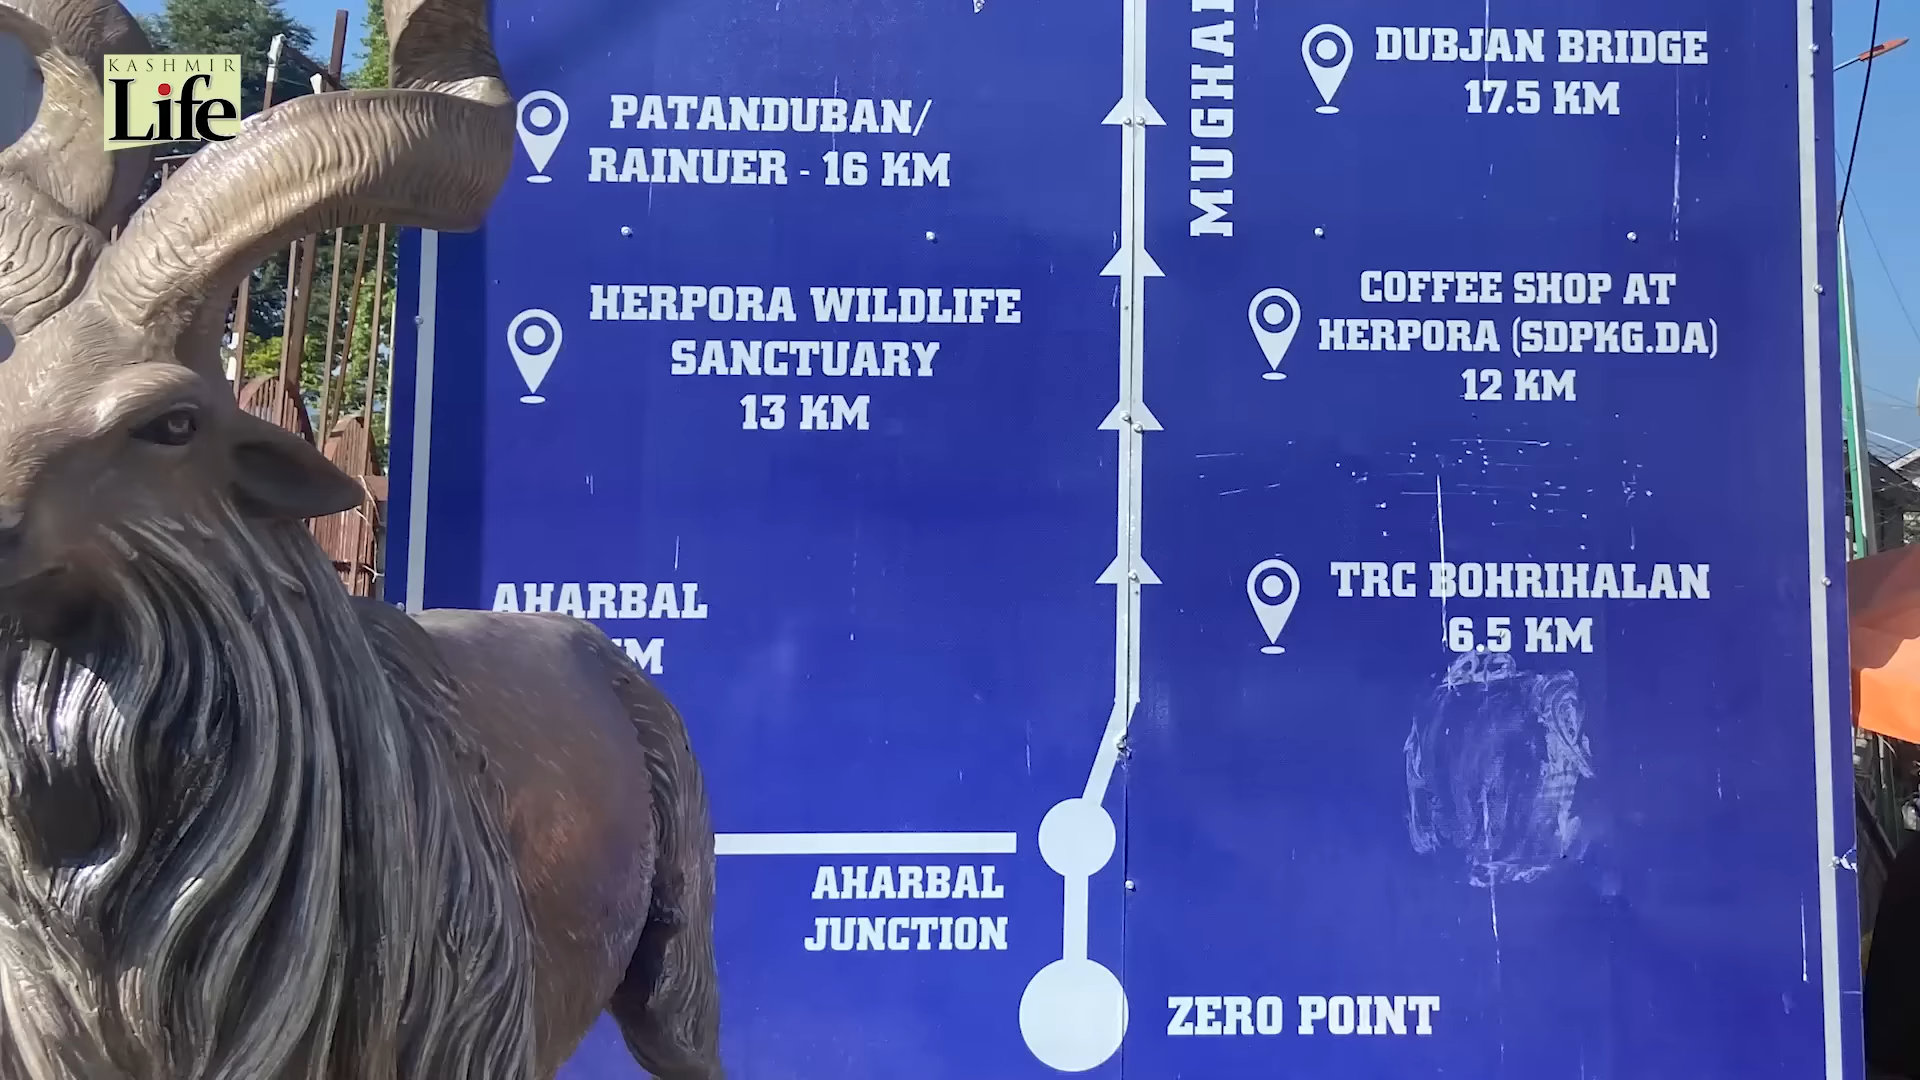 KASHMIR
Life
PATANDUBAN/
RAINUER - 16 KM
HERPORA WILDLIFE
SANCTUARY
13 KM
AHARBAL
AHARBAL
JUNCTION
DUBJAN BRIDGE
17.5 KM
COFFEE SHOP AT
HERPORA (SDPKG.DA)
12 KM
TRC BOHRIHALAN
6.5 KM
ZERO POINT